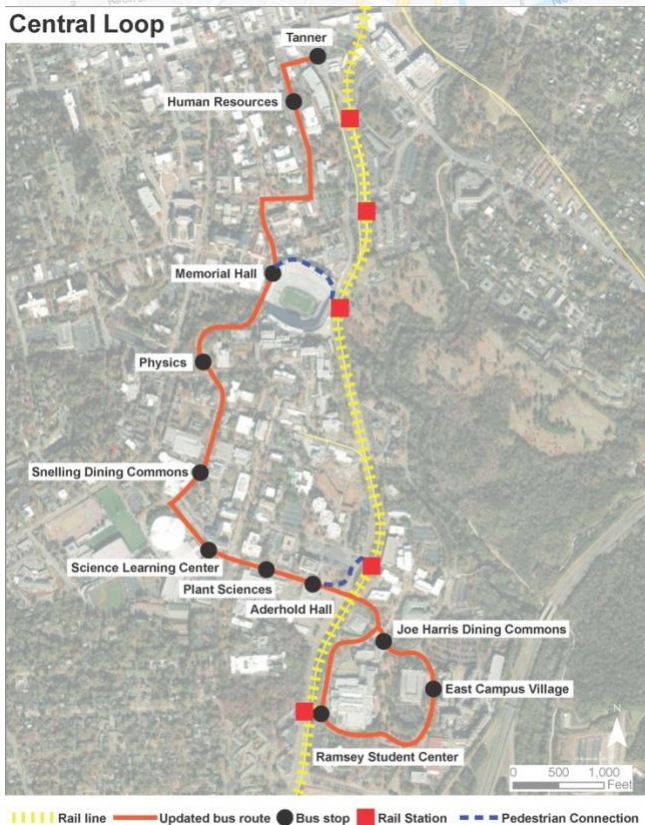 Central Loop
Tanner
Human Resources
Memorial Hall
Physics
Snelling Dining Commons
Science Learning Center
Plant Sciences
Aderhold Hall
Joe Harris Dining Commons
East Campus Village
Ramsey Student Center
N
0 500 1,000
Feet
Rail line Updated bus route Bus stop Rail Station Pedestrian Connection